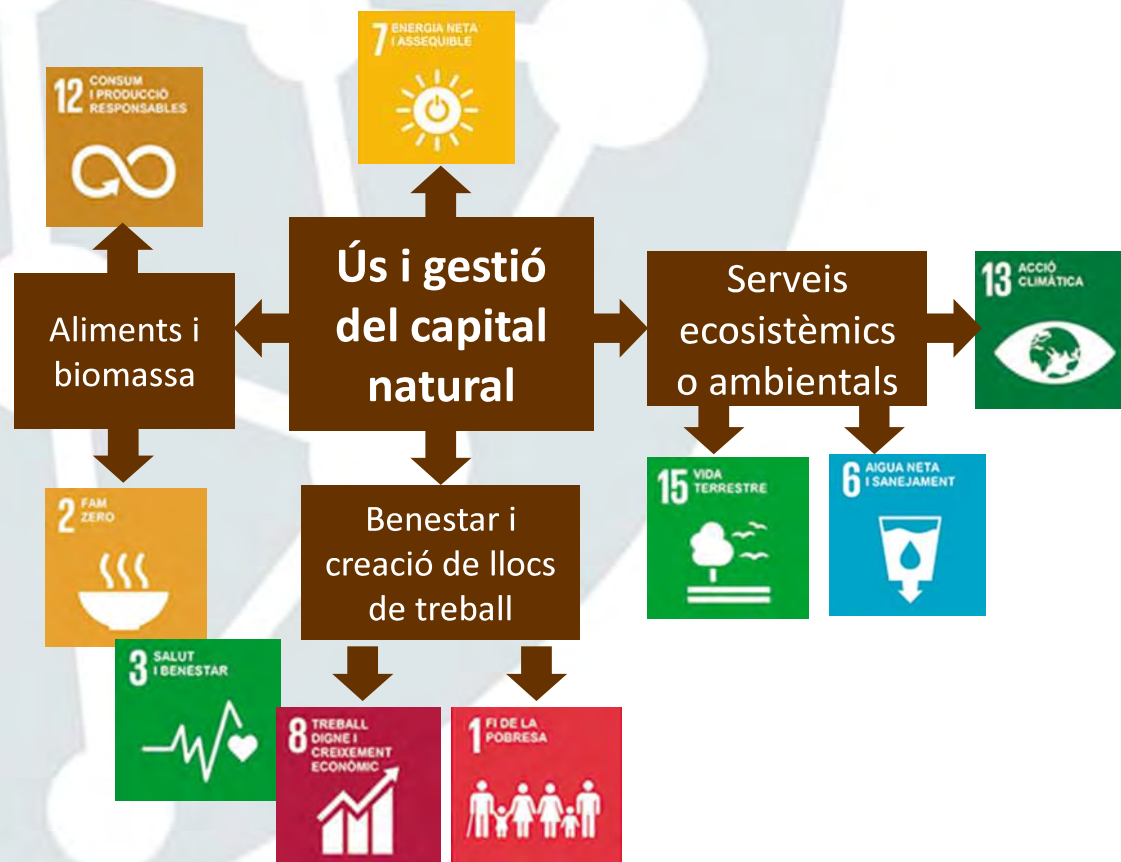 7 ENERGIA NETA
I ASSEQUIBLE
12 CONSUM
I PRODUCCIÓ
RESPONSABLES
Ús i gestió
del capital
natural
Aliments i
biomassa
Serveis
ecosistèmics
o ambientals
13 ACCIÓ
CLIMÀTICA
2 FAM
ZERO
Benestar i
creació de llocs
de treball
15 VIDA
TERRESTRE
6 AIGUA NETA
I SANEJAMENT
3 SALUT
I BENESTAR
8 TREBALL
DIGNE I
CREIXEMENT
ECONÒMIC
1 FI DE LA
POBRESA